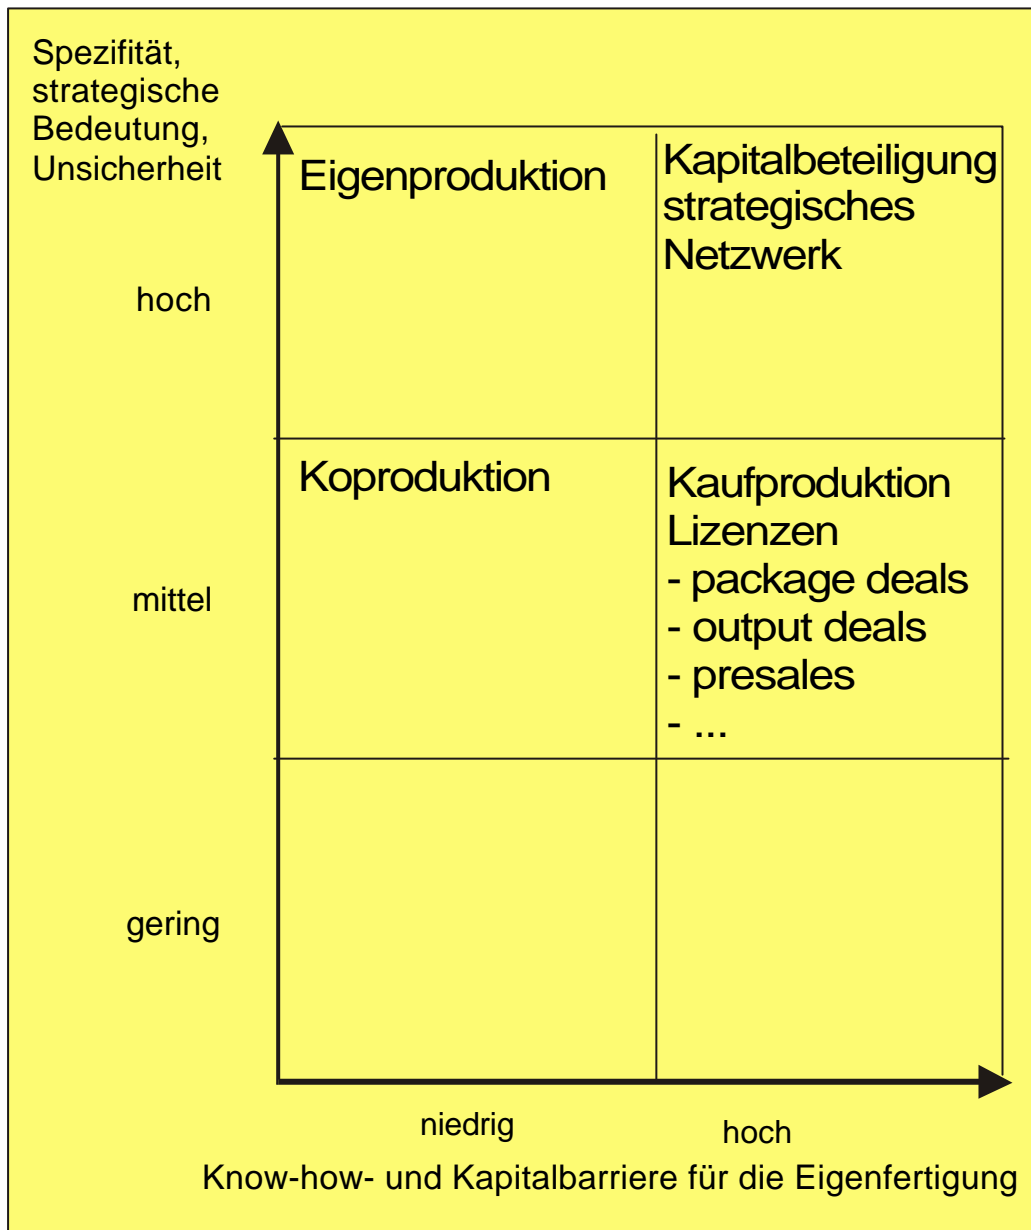 Spezifität,
strategische
Bedeutung,
Unsicherheit
Eigenproduktion
Kapitalbeteiligung
strategisches
Netzwerk
hoch
Koproduktion
Kaufproduktion
Lizenzen
- package deals
- output deals
- presales
- ...
mittel
gering
niedrig
hoch
Know-how- und Kapitalbarriere für die Eigenfertigung